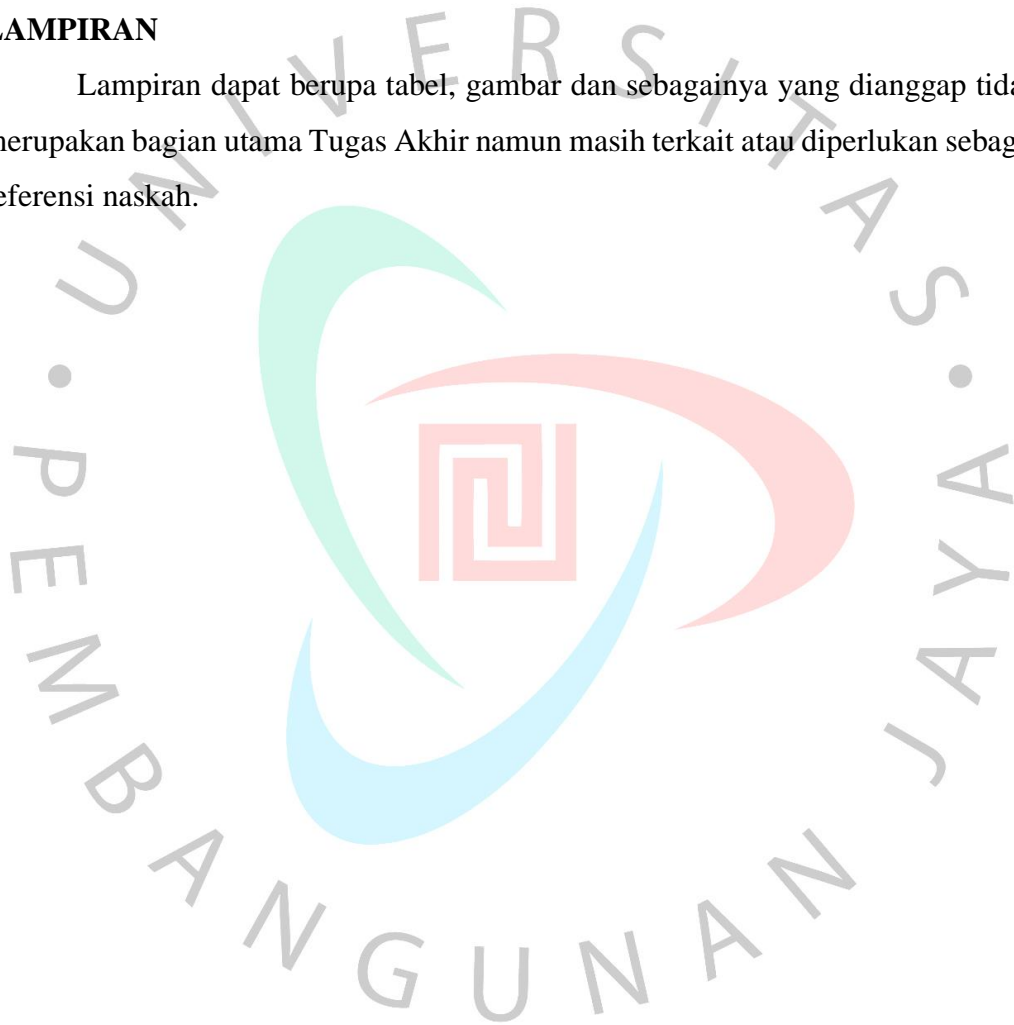 LAMPIRAN
Lampiran dapat berupa tabel, gambar dan sebagainya yang dianggap tida
merupakan bagian utama Tugas Akhir namun masih terkait atau diperlukan sebag
eferensi naskah.
UNIVERSITAS
• PEMBANGUNAN JAYA •